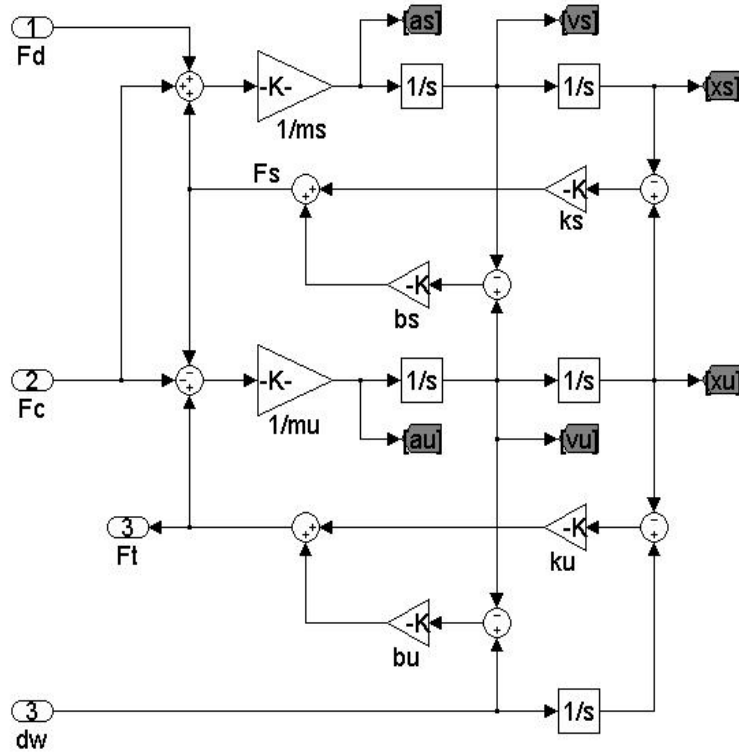 1
Fd
[as]
[vs]
-K-
1/ms
1/s
1/s
[xs]
Fs
-K
ks
-K
bs
2
Fc
-K-
1/mu
1/s
1/s
[xu]
[au]
[vu]
3
Ft
-K
ku
-K
bu
3
dw
1/s